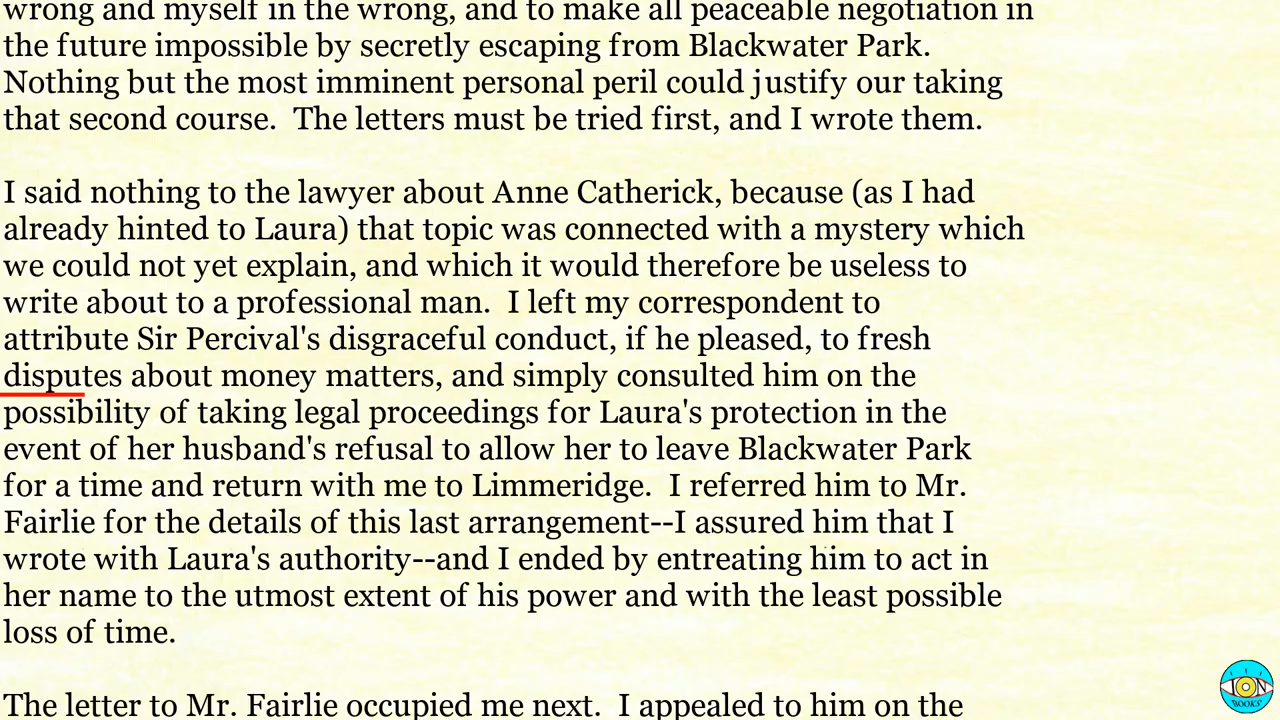 wrong and myself in the wrong, and to make all peaceable negotiation in
the future impossible by secretly escaping from Blackwater Park.
Nothing but the most imminent personal peril could justify our taking
that second course.  The letters must be tried first, and I wrote them.
I said nothing to the lawyer about Anne Catherick, because (as I had
already hinted to Laura) that topic was connected with a mystery which
we could not yet explain, and which it would therefore be useless to
write about to a professional man.  I left my correspondent to
attribute Sir Percival's disgraceful conduct, if he pleased, to fresh
disputes about money matters, and simply consulted him on the
possibility of taking legal proceedings for Laura's protection in the
event of her husband's refusal to allow her to leave Blackwater Park
for a time and return with me to Limmeridge.  I referred him to Mr.
Fairlie for the details of this last arrangement--I assured him that I
wrote with Laura's authority--and I ended by entreating him to act in
her name to the utmost extent of his power and with the least possible
loss of time.
The letter to Mr. Fairlie occupied me next.  I appealed to him on the
ION
BOOKS